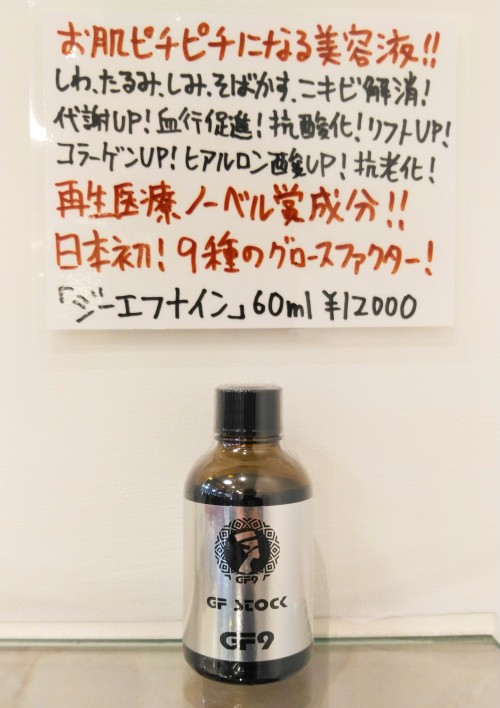 お肌ピチピチになる美容液!!
しわ、たるみ、しみ、そばかす、ニキビ解消!
代謝UP!血行促進!抗酸化!リフトUP!
コラーゲンUP!ヒアルロン酸UP!抗老化!
再生医療、ノーベル賞成分!!
日本初!9種のグロースファクター!
「ジーエフナイン」60ml ¥12000
GF9
GF STOCK
GF9